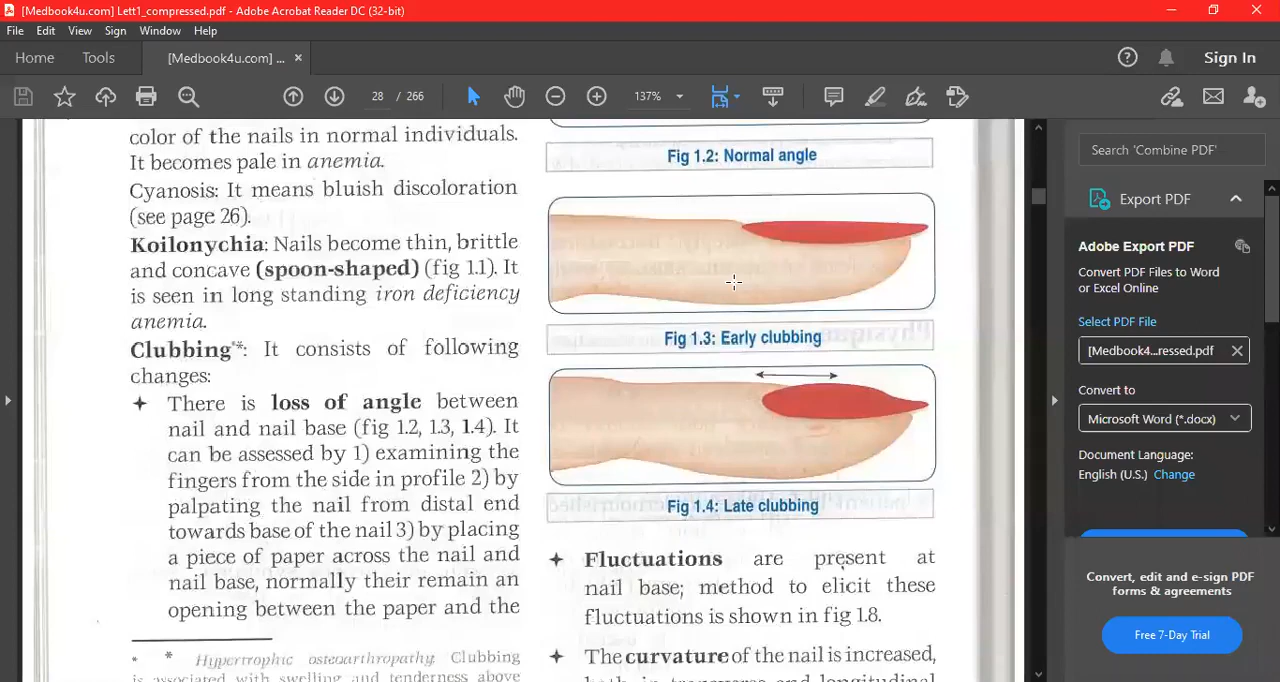 [Medbook4u.com] Lett1_compressed.pdf - Adobe Acrobat Reader DC (32-bit)
File Edit View Sign Window Help
Home Tools [Medbook4u.com] ... × Sign In
28 / 266 137%
color of the nails in normal individuals.
It becomes pale in anemia.
Cyanosis: It means bluish discoloration
(see page 26).
Koilonychia: Nails become thin, brittle
and concave (spoon-shaped) (fig 1.1). It
is seen in long standing iron deficiency
anemia.
Clubbing**: It consists of following
changes:
There is loss of angle between
nail and nail base (fig 1.2, 1.3, 1.4). It
can be assessed by 1) examining the
fingers from the side in profile 2) by
palpating the nail from distal end
towards base of the nail 3) by placing
a piece of paper across the nail and
nail base, normally their remain an
opening between the paper and the
* * Hypertrophic osteoarthropathy: Clubbing
is associated with swelling and tenderness above
Fig 1.2: Normal angle
Fig 1.3: Early clubbing
Fig 1.4: Late clubbing
Fluctuations are present at
nail base; method to elicit these
fluctuations is shown in fig 1.8.
The curvature of the nail is increased,
both in transverse and longitudinal
Search 'Combine PDF'
Export PDF
Adobe Export PDF
Convert PDF Files to Word
or Excel Online
Select PDF File
[Medbook4...ressed.pdf ×
Convert to
Microsoft Word (*.docx)
Document Language:
English (U.S.) Change
Convert, edit and e-sign PDF
forms & agreements
Free 7-Day Trial